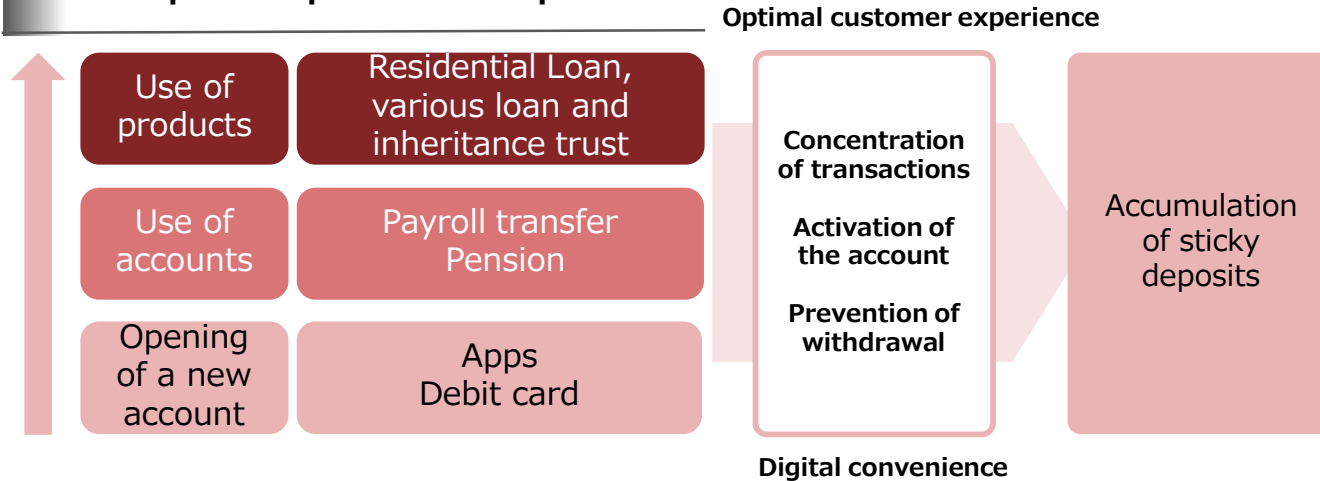 Optimal customer experience
Use of
products
Residential Loan,
various loan and
inheritance trust
Use of
accounts
Payroll transfer
Pension
Opening
of a new
account
Apps
Debit card
Concentration
of transactions
Activation of
the account
Prevention of
withdrawal
Accumulation
of sticky
deposits
Digital convenience